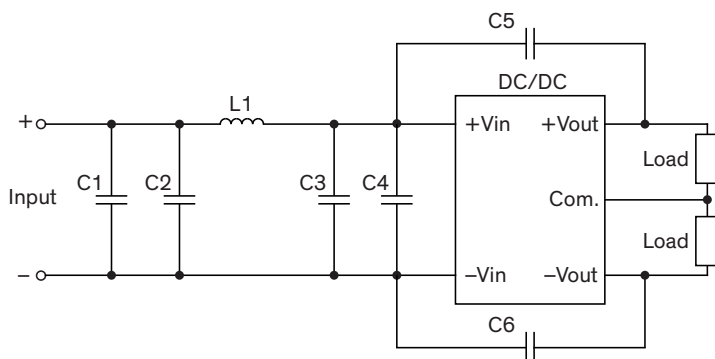 C5
DC/DC
L1
+
+Vin
+Vout
Load
Input
C1
C2
C3
C4
Com.
Load
–
–Vin
–Vout
C6